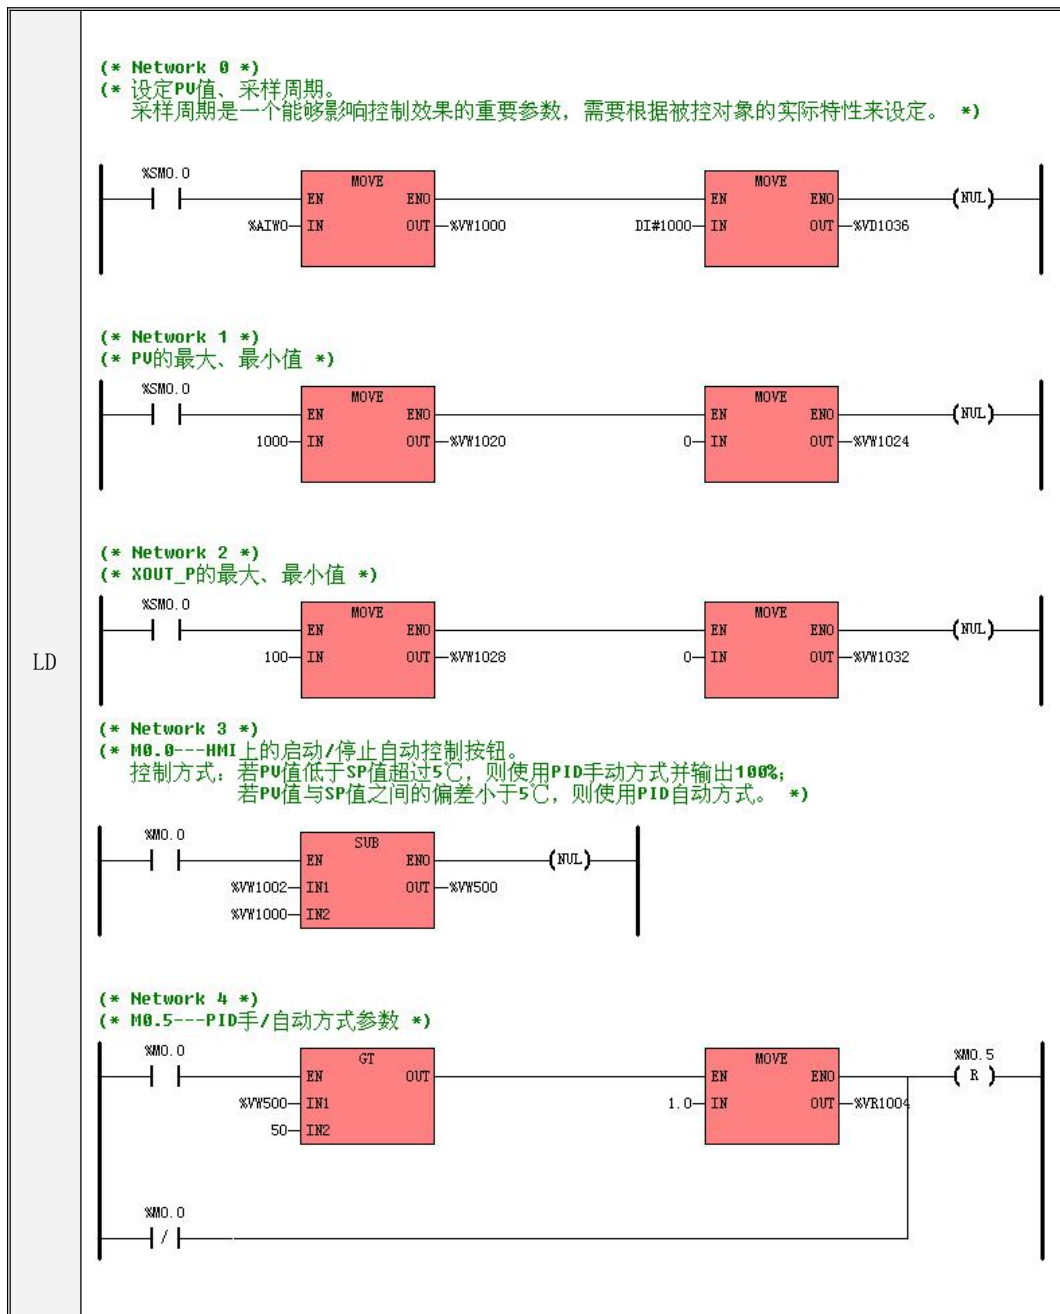 (* Network 0 *)
(* 设定PV值、采样周期。
采样周期是一个能够影响控制效果的重要参数，需要根据被控对象的实际特性来设定。 *)
%SM0.0
MOVE
MOVE
EN
ENO
EN
ENO
(NUL)
%AIW0
IN
OUT
%VW1000
DI#1000
IN
OUT
%VD1036
(* Network 1 *)
(* PV的最大、最小值 *)
%SM0.0
MOVE
MOVE
EN
ENO
EN
ENO
(NUL)
1000
IN
OUT
%VW1020
0
IN
OUT
%VW1024
(* Network 2 *)
(* XOUT_P的最大、最小值 *)
%SM0.0
MOVE
MOVE
EN
ENO
EN
ENO
(NUL)
100
IN
OUT
%VW1028
0
IN
OUT
%VW1032
LD
(* Network 3 *)
(* M0.0---HMI上的启动/停止自动控制按钮。
控制方式：若PV值低于SP值超过5℃，则使用PID手动方式并输出100%;
若PV值与SP值之间的偏差小于5℃，则使用PID自动方式。 *)
%M0.0
SUB
EN
ENO
(NUL)
%VW1002
IN1
OUT
%VW500
%VW1000
IN2
(* Network 4 *)
(* M0.5---PID手/自动方式参数 *)
%M0.0
GT
MOVE
%M0.5
EN
OUT
EN
ENO
( R )
%VW500
IN1
1.0
IN
OUT
%VR1004
50
IN2
%M0.0
/